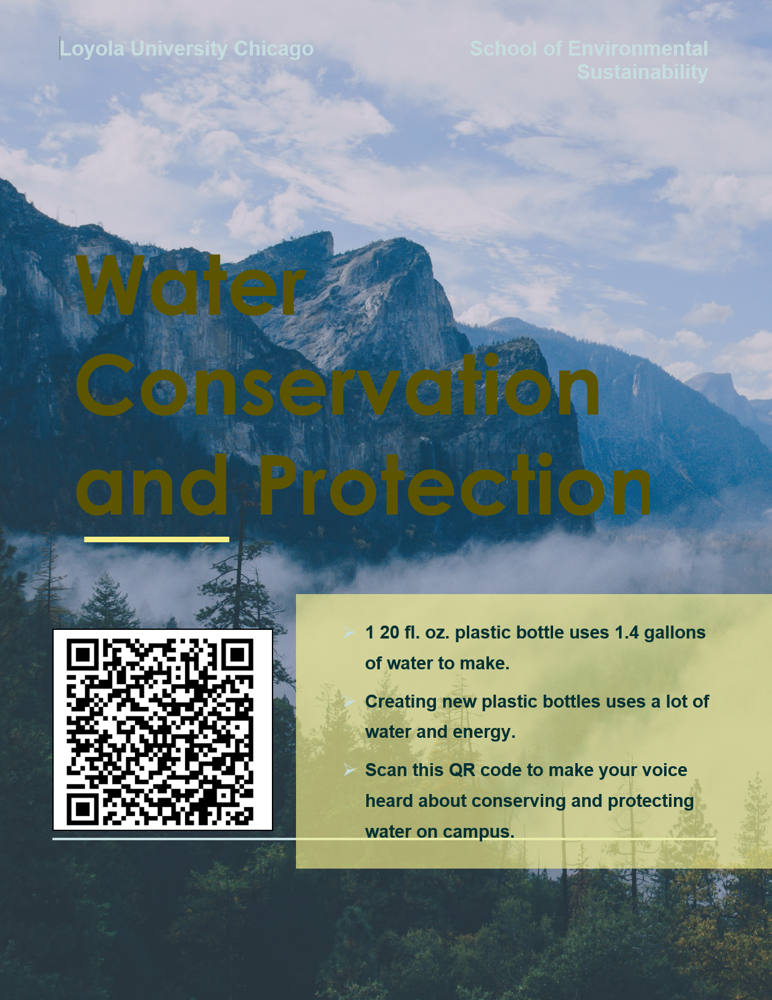 Loyola University Chicago
School of Environmental
Sustainability
Water
Conservation
and Protection
1 20 fl. oz. plastic bottle uses 1.4 gallons
of water to make.
Creating new plastic bottles uses a lot of
water and energy.
Scan this QR code to make your voice
heard about conserving and protecting
water on campus.